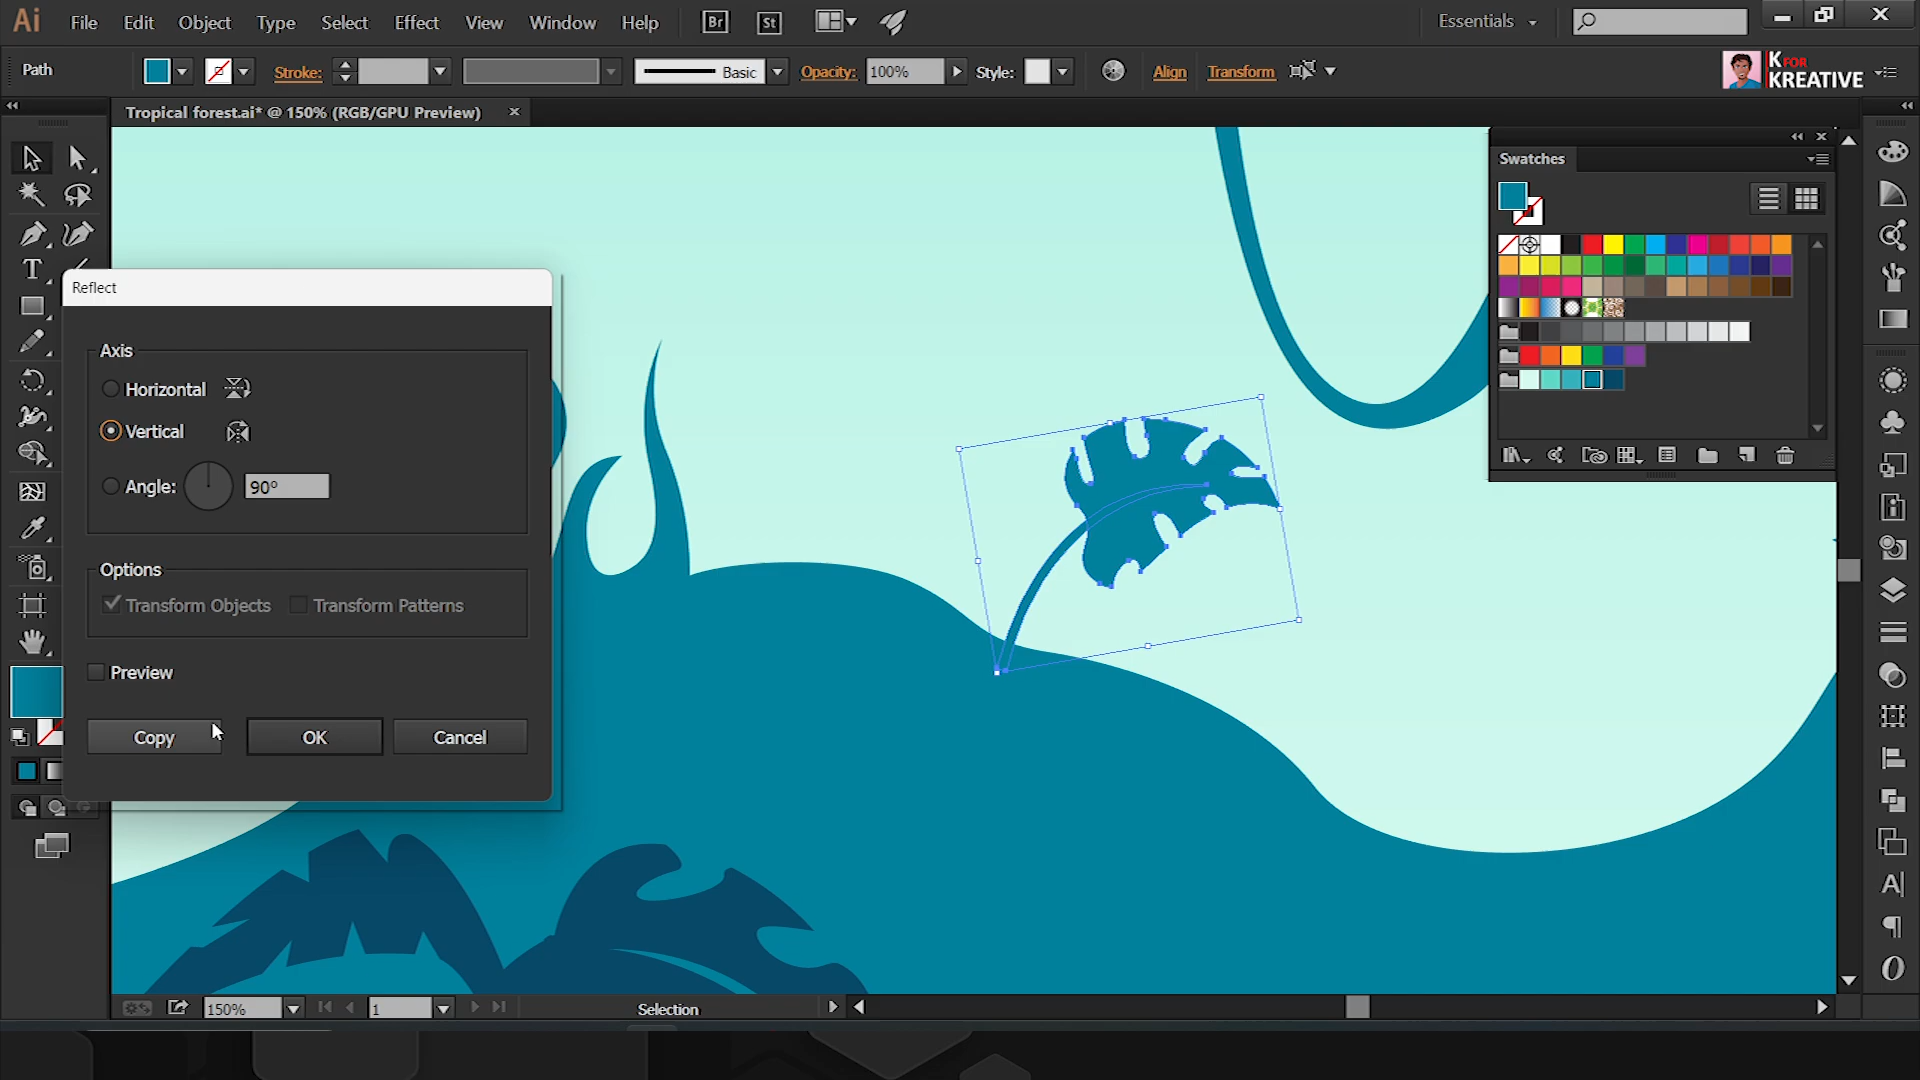 Ai File Edit Object Type Select Effect View Window Help Br St Essentials
Path Stroke: Basic Opacity: 100% Style: Align Transform
K FOR
KREATIVE
Tropical forest.ai* @ 150% (RGB/GPU Preview)
Swatches
Reflect
Axis
Horizontal
Vertical
Angle: 90°
Options
Transform Objects Transform Patterns
Preview
Copy OK Cancel
150% 1 Selection